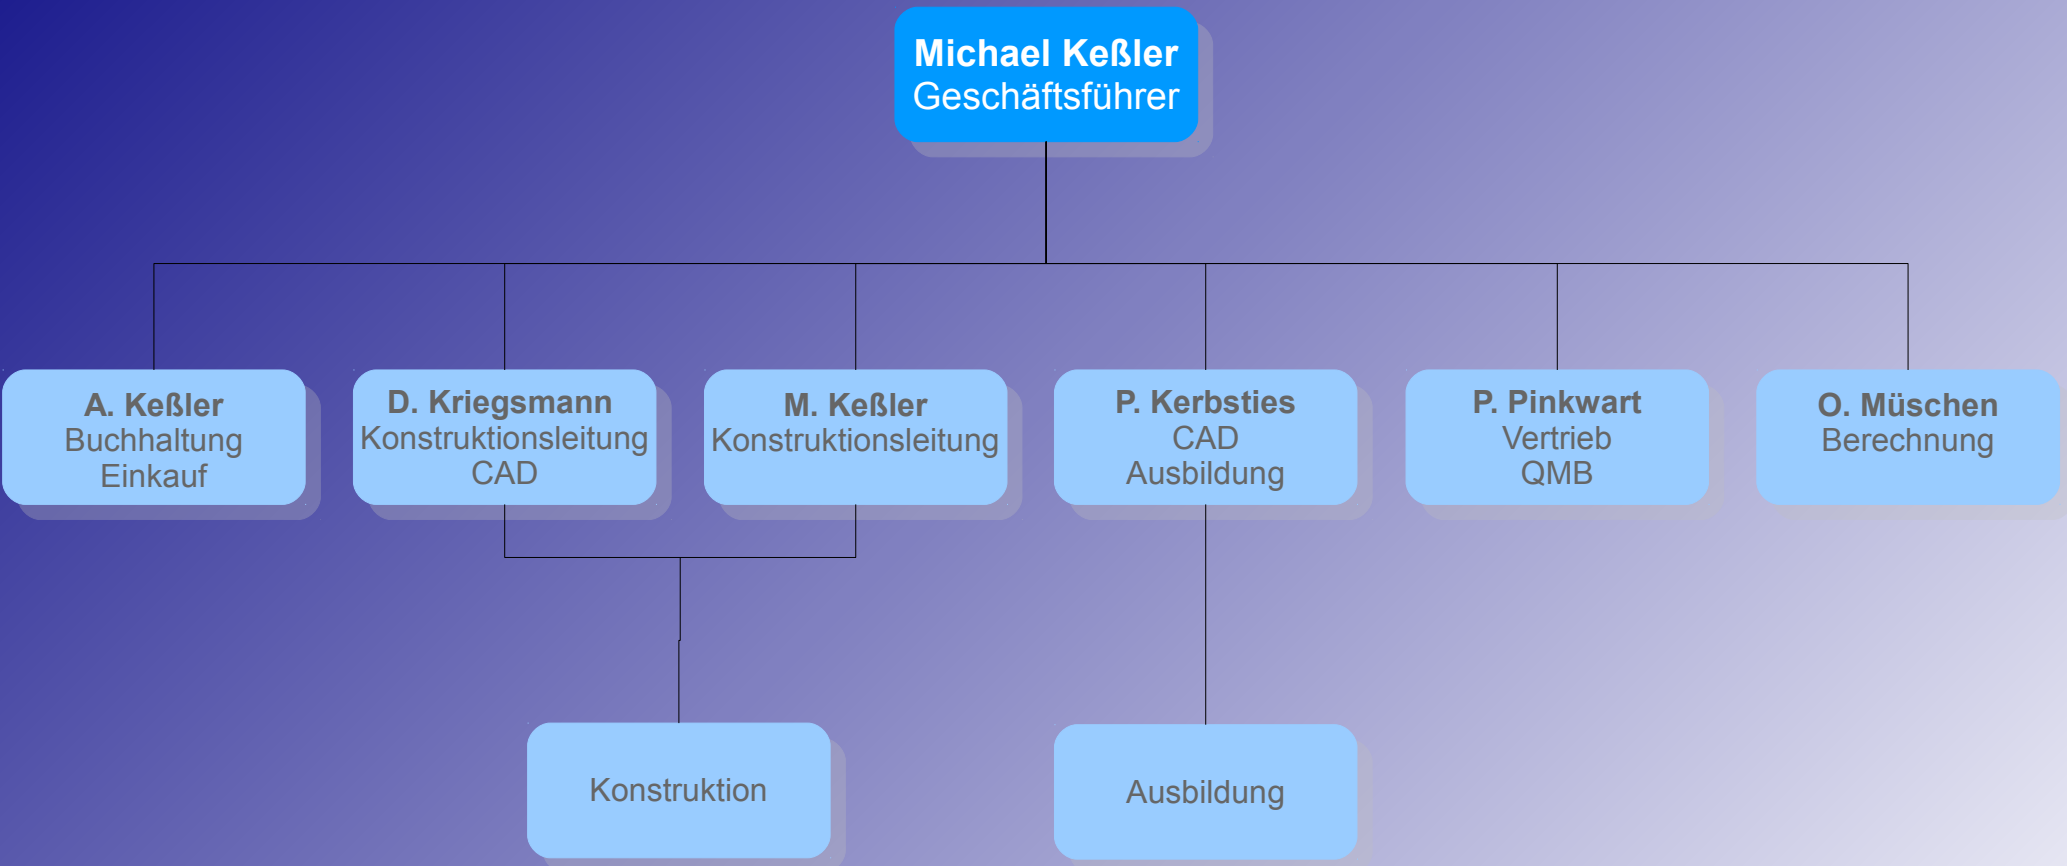 Michael Keßler
Geschäftsführer
A. Keßler
Buchhaltung
Einkauf
D. Kriegsmann
Konstruktionsleitung
CAD
M. Keßler
Konstruktionsleitung
P. Kerbsties
CAD
Ausbildung
P. Pinkwart
Vertrieb
QMB
O. Müschen
Berechnung
Konstruktion
Ausbildung